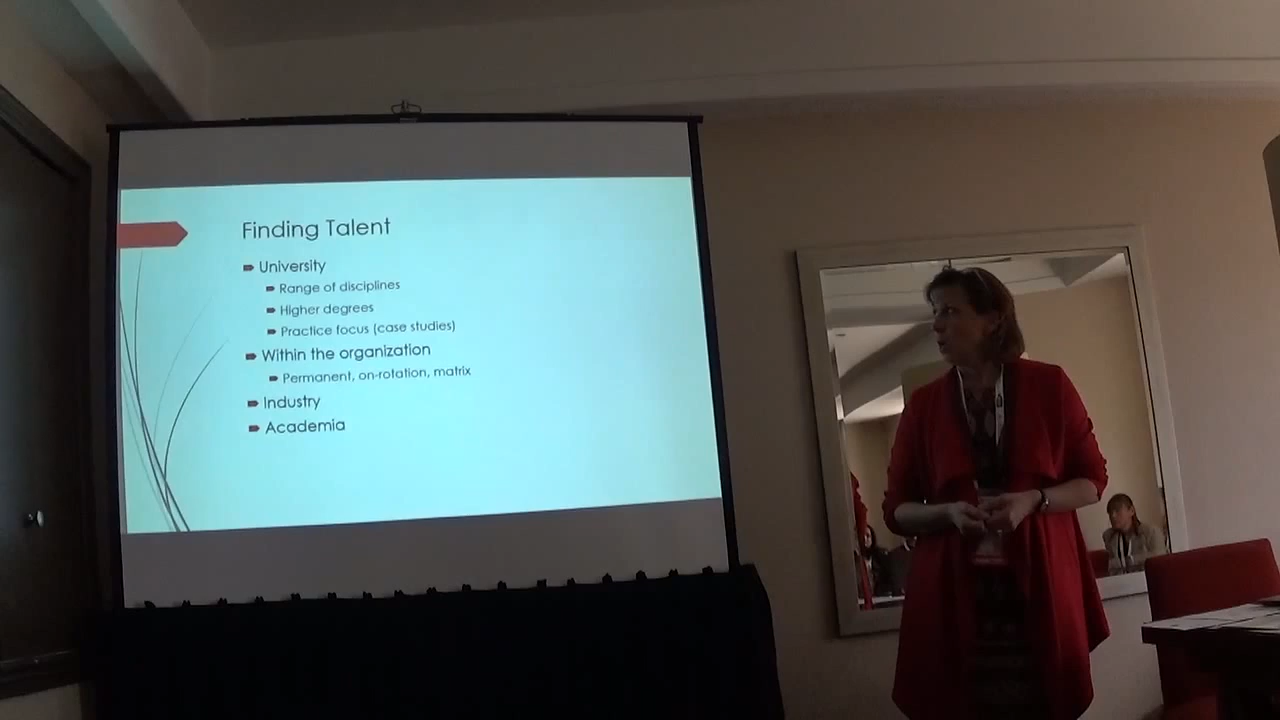 Finding Talent
University
Range of disciplines
Higher degrees
Practice focus (case studies)
Within the organization
Permanent, on-rotation, matrix
Industry
Academia